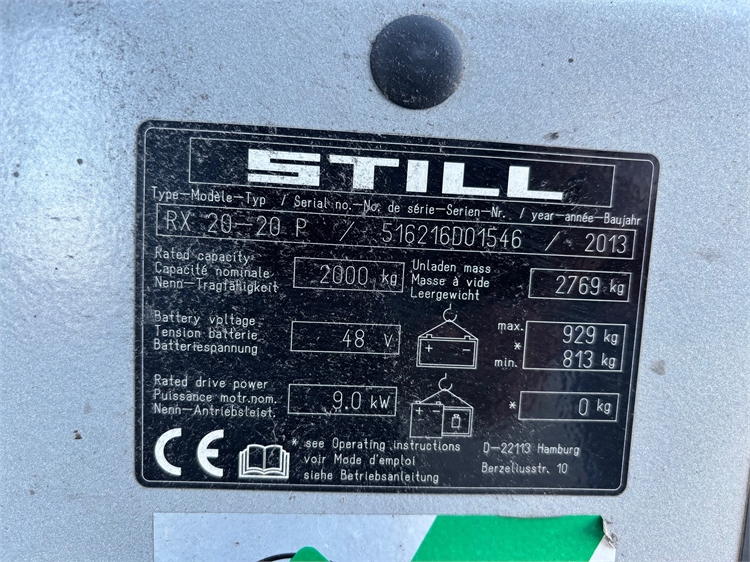 STILL
Type-Modèle-Typ / Serial no.-No. de série-Serien-Nr. / year-année-Baujahr
RX 20-20 P / 516216D01546 / 2013
Rated capacity
Capacité nominale
Nenn-Tragfähigkeit
2000 kg
Unladen mass
Masse à vide
Leergewicht
2769 kg
Battery voltage
Tension batterie
Batteriespannung
48 V
+ -
max. 929 kg
*
min. 813 kg
Rated drive power
Puissance motr.nom.
Nenn-Antriebsleist.
9.0 kW
+ -
* 0 kg
CE
* see Operating instructions
voir Mode d'emploi
siehe Betriebsanleitung
D-22113 Hamburg
Berzeliusstr. 10